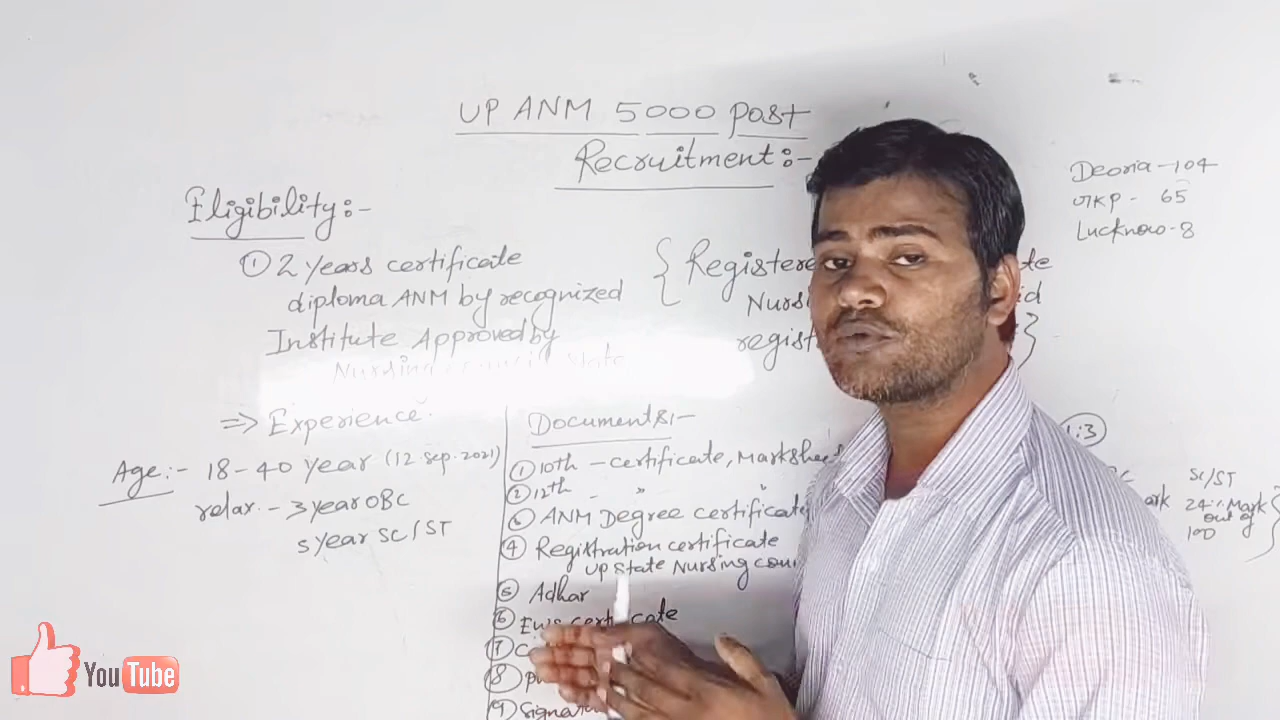 UP ANM 5000 post
Recruitment:-
Deoria - 104
गKP - 65
Lucknow - 8
Eligibility:-
① 2 years certificate
diploma ANM by recognized
Institute Approved by
Nursing council State
{ Registere
Nursi
regist }
=> Experience
Age:- 18-40 year (12.sep.2021)
relax. - 3 year OBC
5 year SC/ST
Documents:-
① 10th - certificate, Marksheet
② 12th - " "
③ ANM Degree certificate
④ Registration certificate
UP State Nursing coun
⑤ Adhar
⑥ Ews certificate
⑦ C
⑧ P
⑨ Signatu
1:3
SC/ST
24% Mark
out of
100 }
YouTube